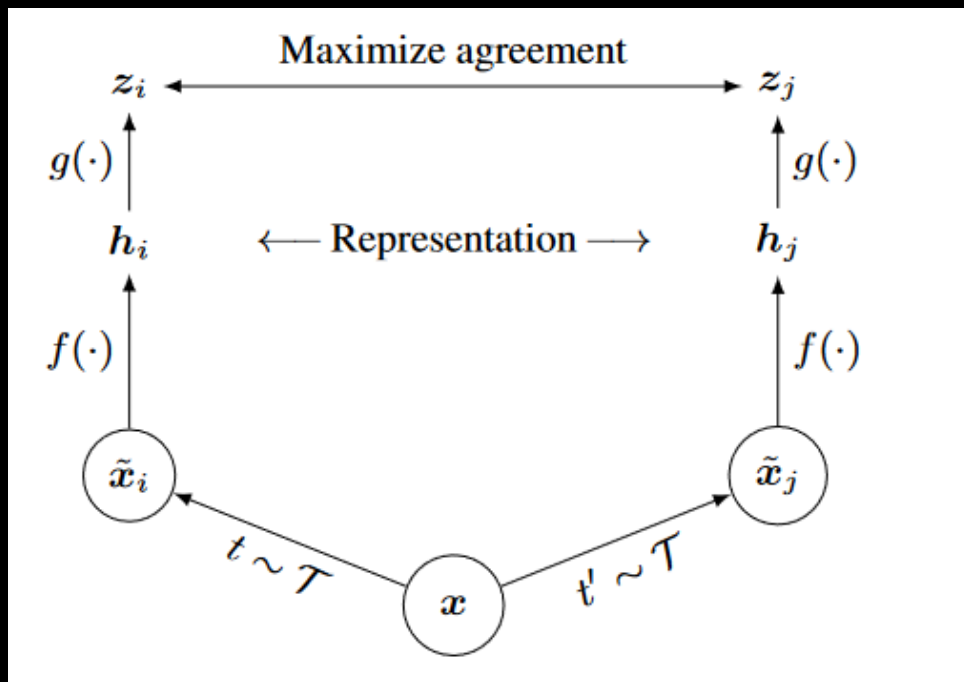 Maximize agreement
z_i z_j
g(·) g(·)
h_i ⟵ Representation ⟶ h_j
f(·) f(·)
x̃_i x̃_j
t ∼ 𝒯 t′ ∼ 𝒯
x